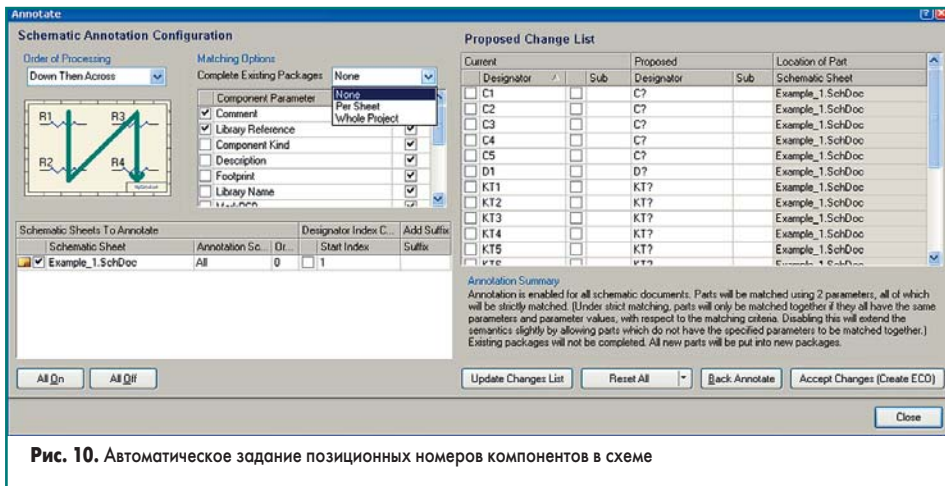 Annotate
Schematic Annotation Configuration
Order of Processing
Down Then Across
R1 R3
R2 R4
Matching Options
Complete Existing Packages None
None
Per Sheet
Whole Project
Component Parameter
Comment
Library Reference
Component Kind
Description
Footprint
Library Name
Schematic Sheets To Annotate Designator Index C... Add Suffix
Schematic Sheet Annotation Sc... Or... Start Index Suffix
Example_1.SchDoc All 0 1
All On All Off
Proposed Change List
Current Proposed Location of Part
Designator Sub Designator Sub Schematic Sheet
C1 C? Example_1.SchDoc
C2 C? Example_1.SchDoc
C3 C? Example_1.SchDoc
C4 C? Example_1.SchDoc
C5 C? Example_1.SchDoc
D1 D? Example_1.SchDoc
KT1 KT? Example_1.SchDoc
KT2 KT? Example_1.SchDoc
KT3 KT? Example_1.SchDoc
KT4 KT? Example_1.SchDoc
KT5 KT? Example_1.SchDoc
KT6 KT? Example_1.SchDoc
Annotation Summary
Annotation is enabled for all schematic documents. Parts will be matched using 2 parameters, all of which
will be strictly matched. (Under strict matching, parts will only be matched together if they all have the same
parameters and parameter values, with respect to the matching criteria. Disabling this will extend the
semantics slightly by allowing parts which do not have the specified parameters to be matched together.)
Existing packages will not be completed. All new parts will be put into new packages.
Update Changes List Reset All Back Annotate Accept Changes (Create ECO)
Close
Рис. 10. Автоматическое задание позиционных номеров компонентов в схеме